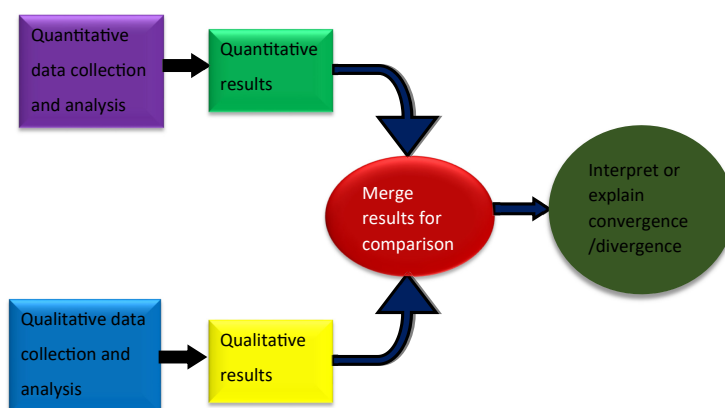 Quantitative
data collection
and analysis
Quantitative
results
Merge
results for
comparison
Interpret or
explain
convergence
/divergence
Qualitative data
collection and
analysis
Qualitative
results